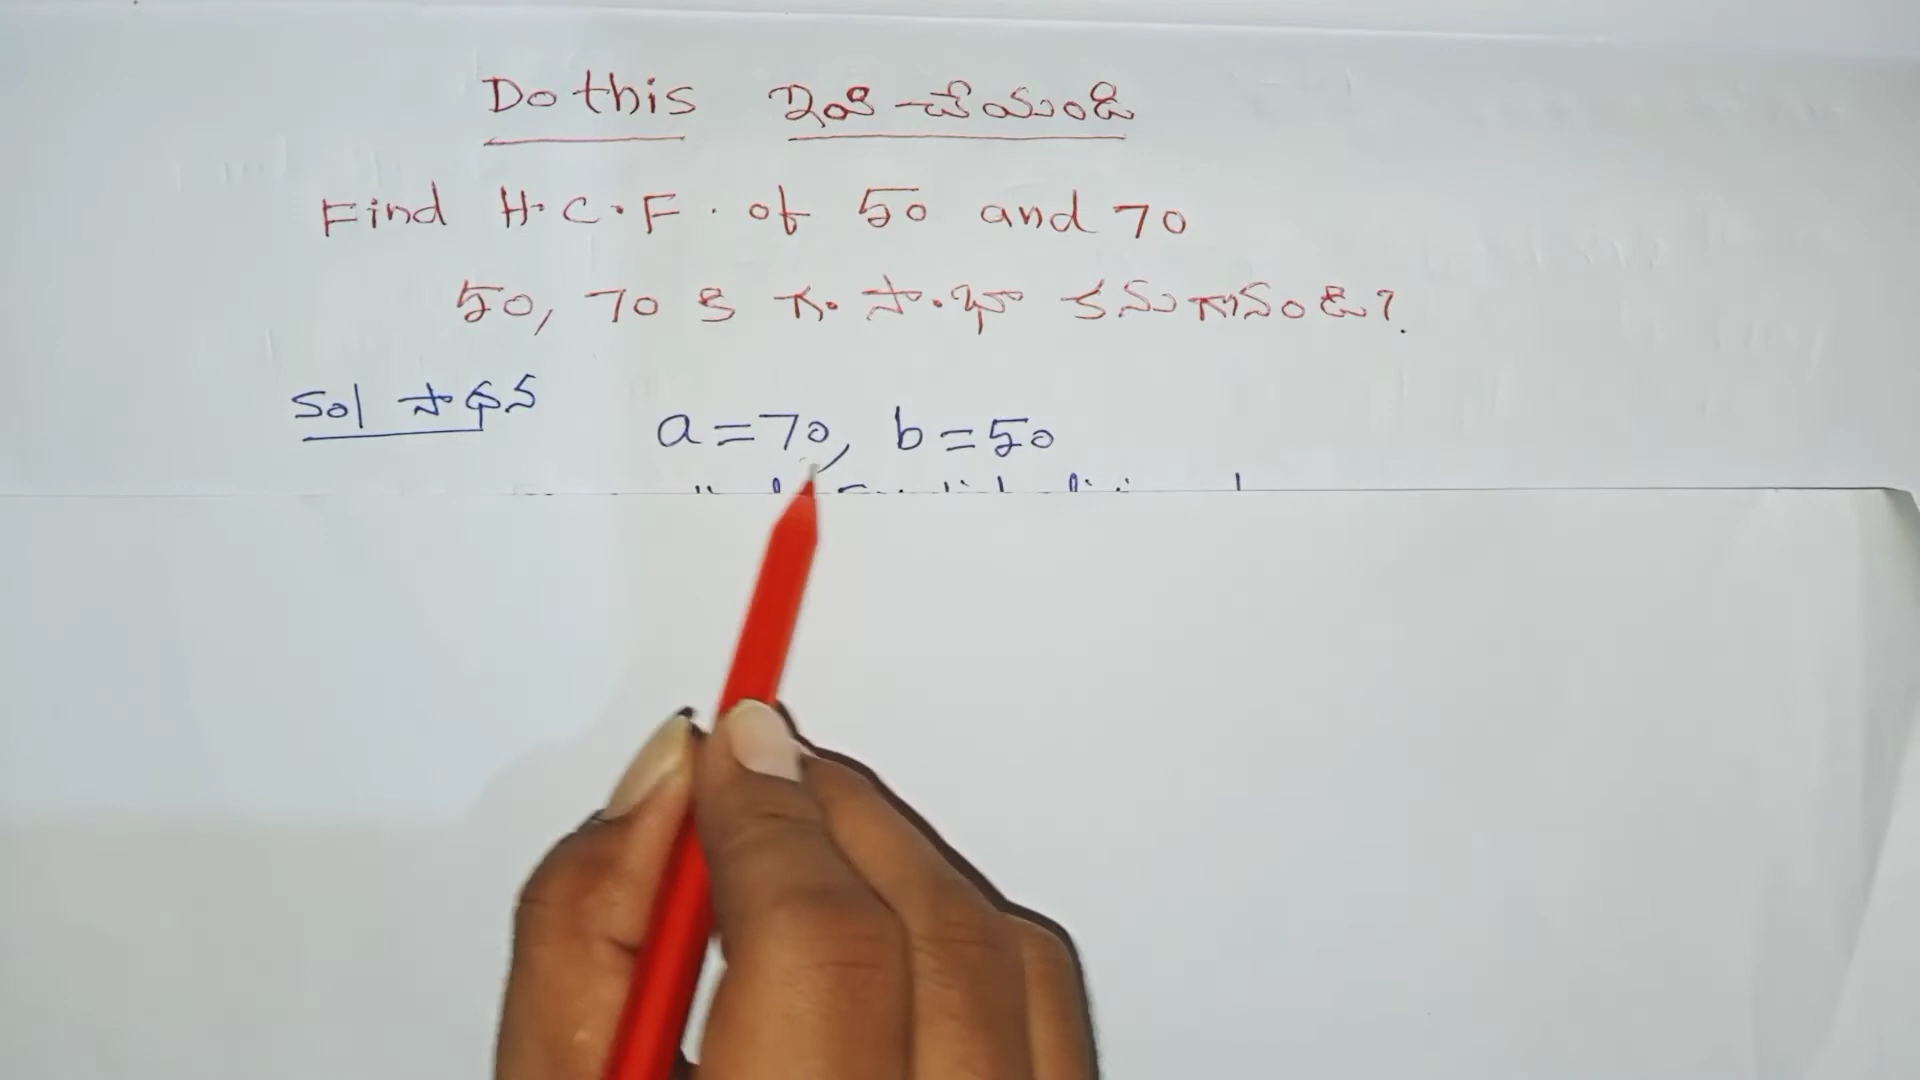 Do this ఇవి చేయండి
Find H.C.F. of 50 and 70
50, 70 కి గ.సా.భా కనుగొనండి?
Sol సాధన
a=70, b=50